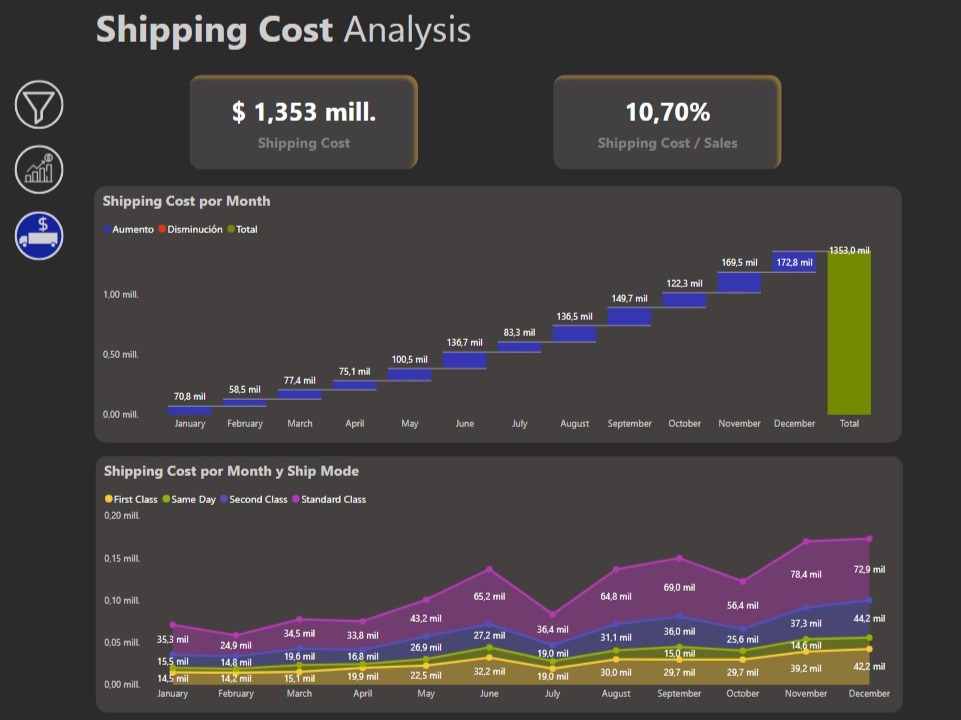 Shipping Cost Analysis
$ 1,353 mill.
Shipping Cost
10,70%
Shipping Cost / Sales
$
Shipping Cost per Month
Aumento Disminución Total
1,00 mill.
0,50 mill.
0,00 mill.
70,8 mil
58,5 mil
77,4 mil
75,1 mil
100,5 mil
136,7 mil
83,3 mil
136,5 mil
149,7 mil
122,3 mil
169,5 mil
172,8 mil
1353,0 mil
January February March April May June July August September October November December Total
Shipping Cost por Month y Ship Mode
First Class Same Day Second Class Standard Class
0,20 mill.
0,15 mill.
0,10 mill.
0,05 mill.
0,00 mill.
35,3 mil 24,9 mil 34,5 mil 33,8 mil 43,2 mil 65,2 mil 36,4 mil 64,8 mil 69,0 mil 56,4 mil 78,4 mil 72,9 mil
15,5 mil 14,8 mil 19,6 mil 16,8 mil 26,9 mil 27,2 mil 19,0 mil 31,1 mil 36,0 mil 25,6 mil 37,3 mil 44,2 mil
15,0 mil 14,6 mil
14,5 mil 14,2 mil 15,1 mil 19,9 mil 22,5 mil 32,2 mil 19,0 mil 30,0 mil 29,7 mil 29,7 mil 39,2 mil 42,2 mil
January February March April May June July August September October November December